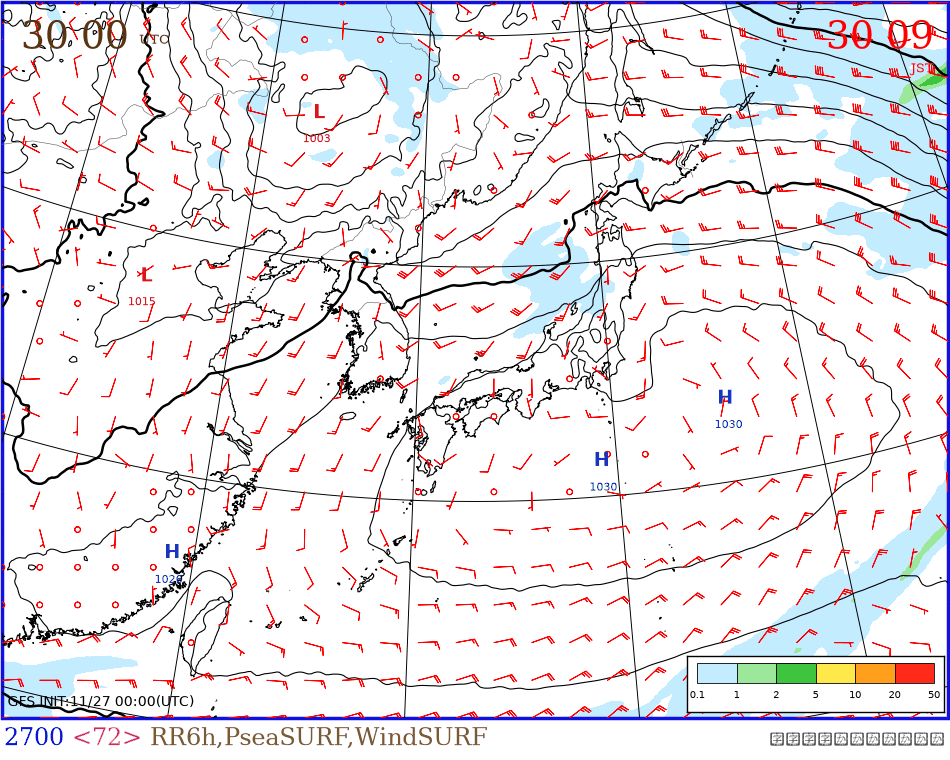 30 00 UTC
30 09 JST
L
1003
L
1015
H
1030
H
1030
H
1028
0.1 1 2 5 10 20 50
GFS INIT:11/27 00:00(UTC)
2700 <72> RR6h,PseaSURF,WindSURF